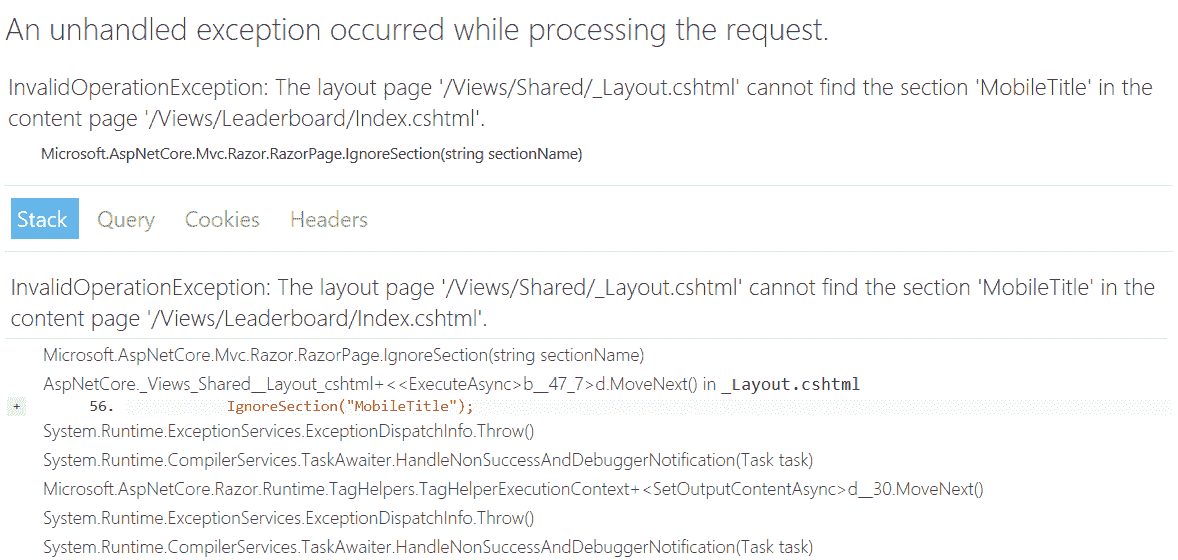 An unhandled exception occurred while processing the request.
InvalidOperationException: The layout page '/Views/Shared/_Layout.cshtml' cannot find the section 'MobileTitle' in the
content page '/Views/Leaderboard/Index.cshtml'.
Microsoft.AspNetCore.Mvc.Razor.RazorPage.IgnoreSection(string sectionName)
Stack Query Cookies Headers
InvalidOperationException: The layout page '/Views/Shared/_Layout.cshtml' cannot find the section 'MobileTitle' in the
content page '/Views/Leaderboard/Index.cshtml'.
Microsoft.AspNetCore.Mvc.Razor.RazorPage.IgnoreSection(string sectionName)
AspNetCore._Views_Shared__Layout_cshtml+<<ExecuteAsync>b__47_7>d.MoveNext() in _Layout.cshtml
+ 56. IgnoreSection("MobileTitle");
System.Runtime.ExceptionServices.ExceptionDispatchInfo.Throw()
System.Runtime.CompilerServices.TaskAwaiter.HandleNonSuccessAndDebuggerNotification(Task task)
Microsoft.AspNetCore.Razor.Runtime.TagHelpers.TagHelperExecutionContext+<SetOutputContentAsync>d__30.MoveNext()
System.Runtime.ExceptionServices.ExceptionDispatchInfo.Throw()
System.Runtime.CompilerServices.TaskAwaiter.HandleNonSuccessAndDebuggerNotification(Task task)